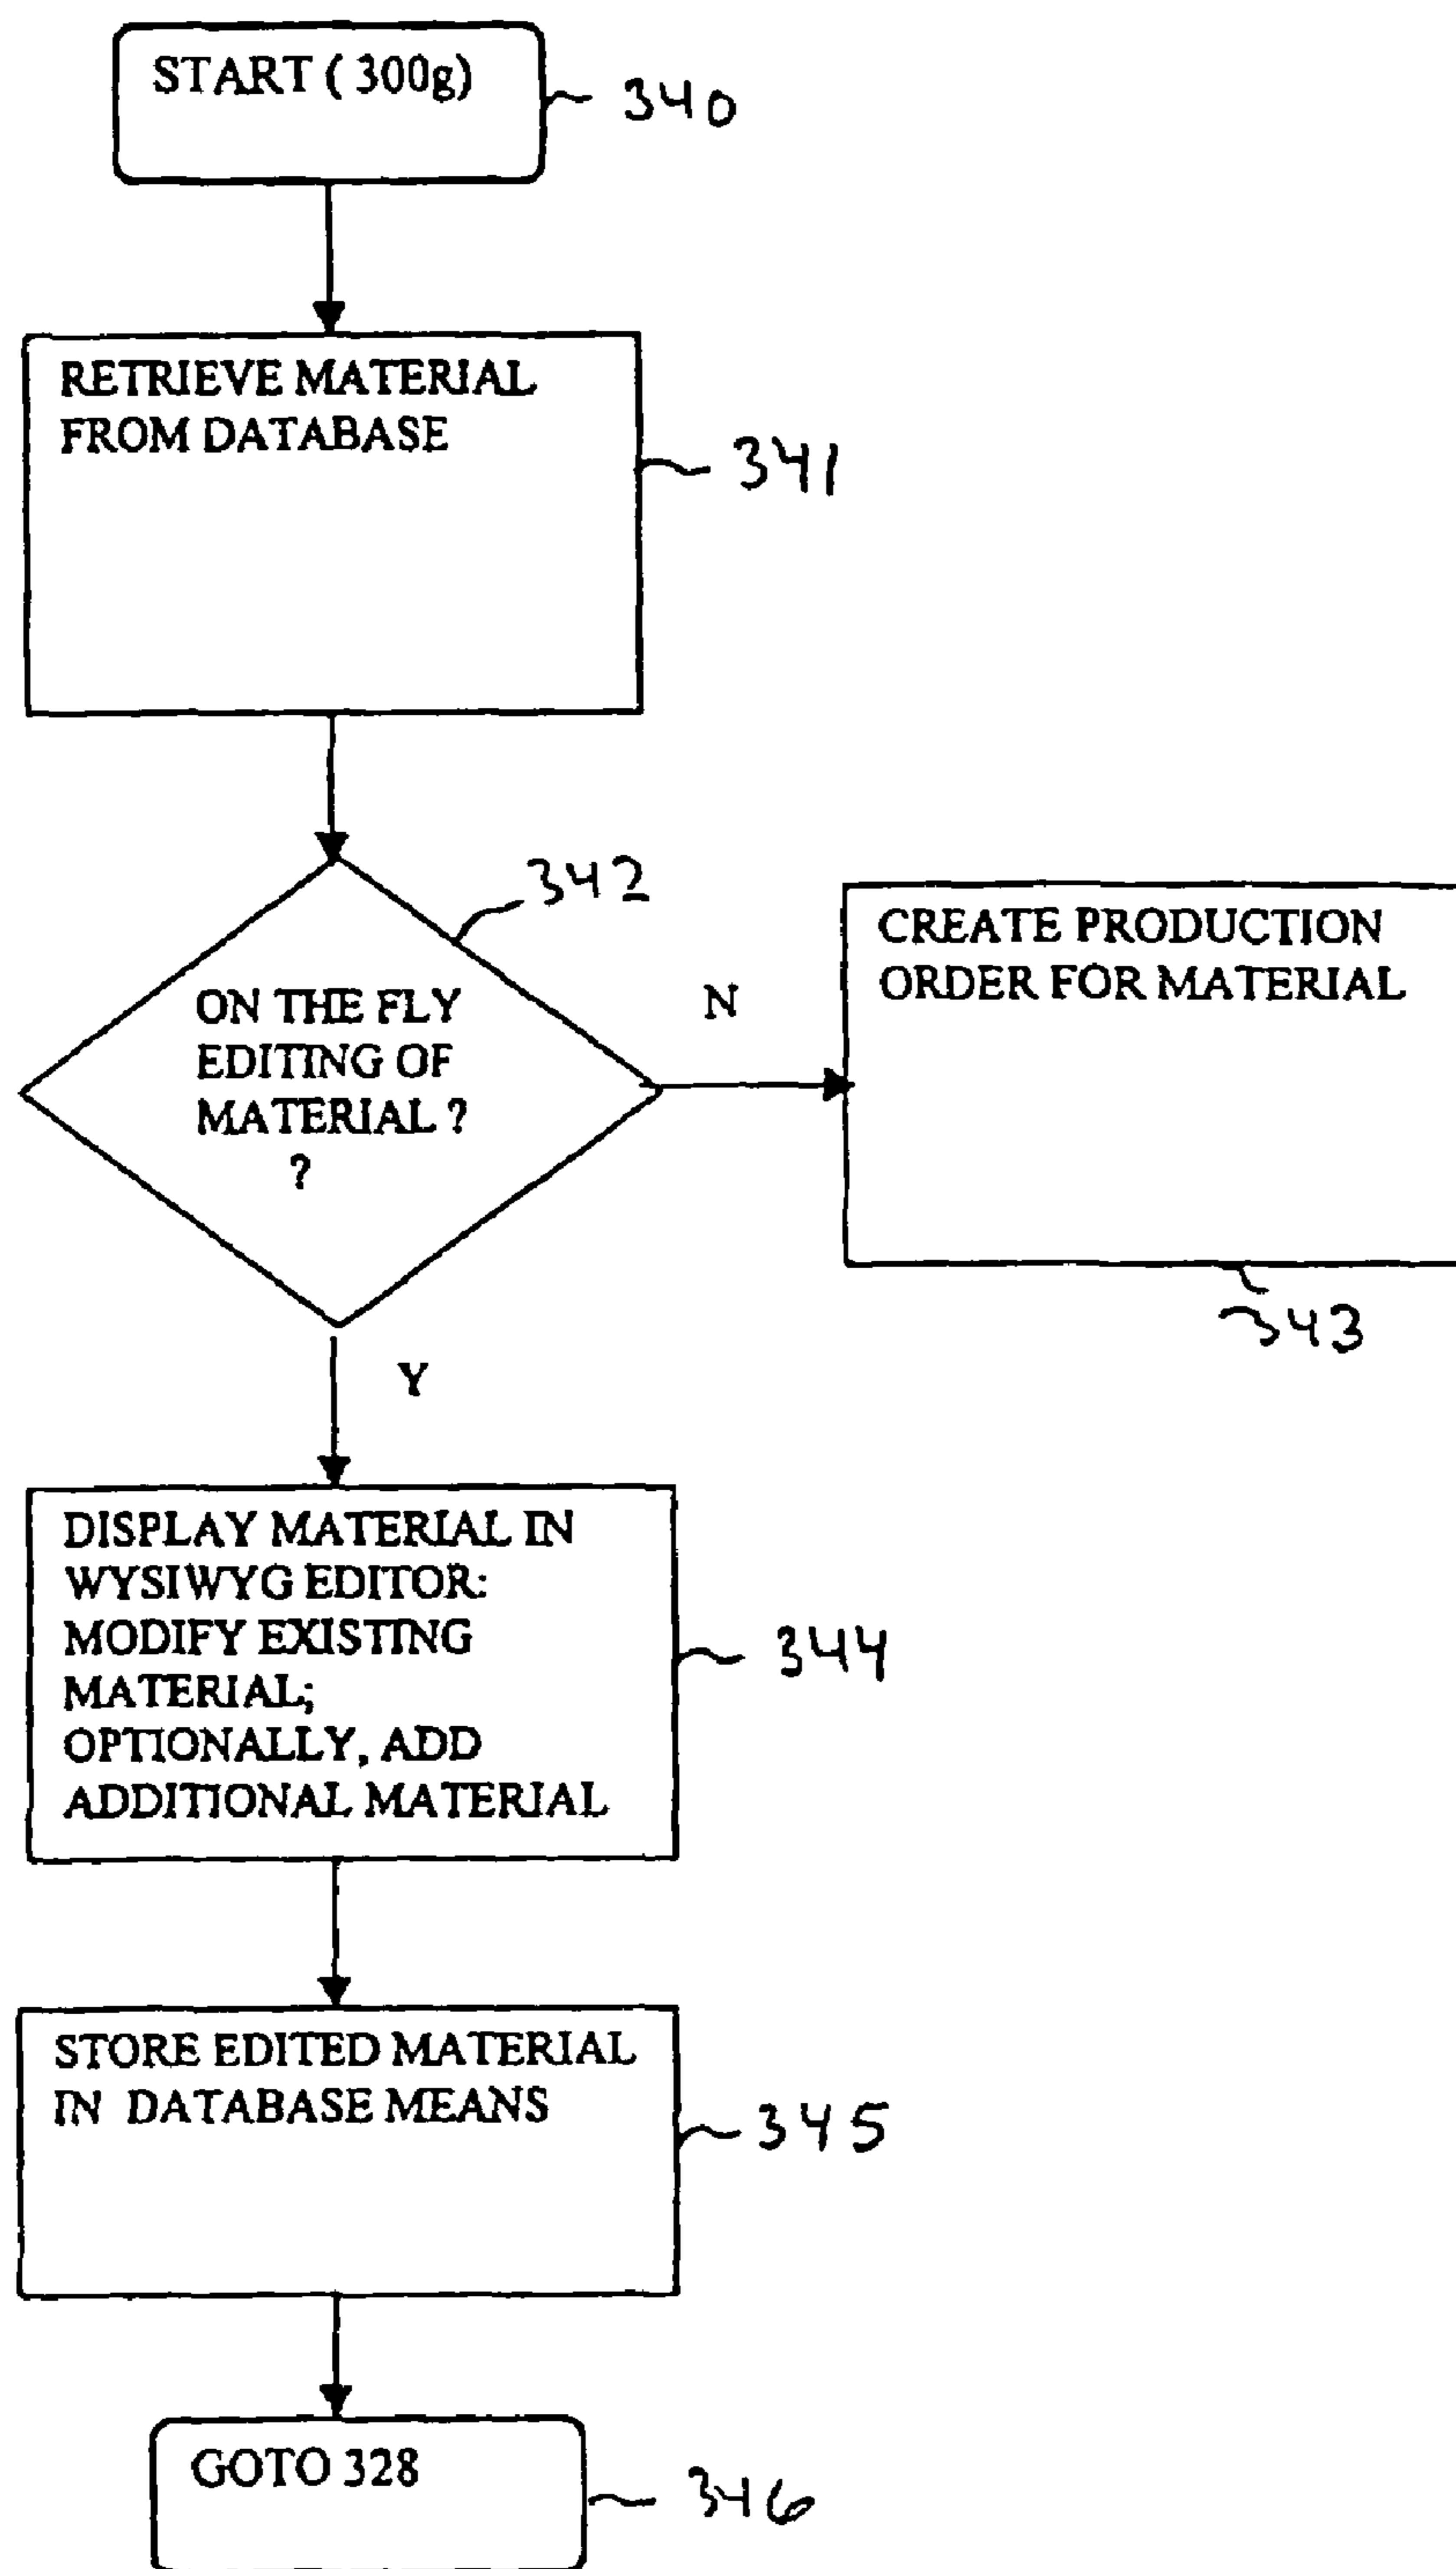 START ( 300g)
340
RETRIEVE MATERIAL
FROM DATABASE
341
342
ON THE FLY
EDITING OF
MATERIAL ?
?
N
CREATE PRODUCTION
ORDER FOR MATERIAL
343
Y
DISPLAY MATERIAL IN
WYSIWYG EDITOR:
MODIFY EXISTING
MATERIAL;
OPTIONALLY, ADD
ADDITIONAL MATERIAL
344
STORE EDITED MATERIAL
IN DATABASE MEANS
345
GOTO 328
346